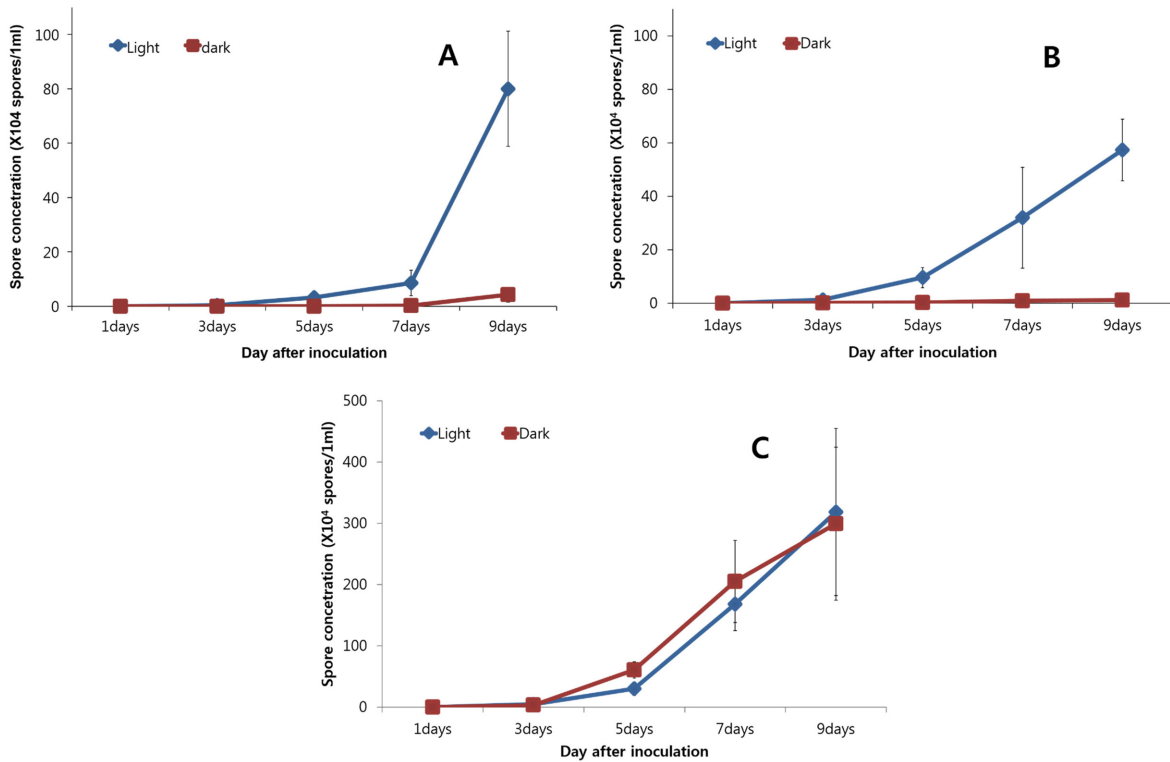 Light dark
A
Spore concetration (X104 spores/1ml)
100
80
60
40
20
0
1days 3days 5days 7days 9days
Day after inoculation
Light Dark
B
Spore concetration (X10⁴ spores/1ml)
100
80
60
40
20
0
1days 3days 5days 7days 9days
Day after inoculation
Light Dark
C
Spore concetration (X10⁴ spores/1ml)
500
400
300
200
100
0
1days 3days 5days 7days 9days
Day after inoculation